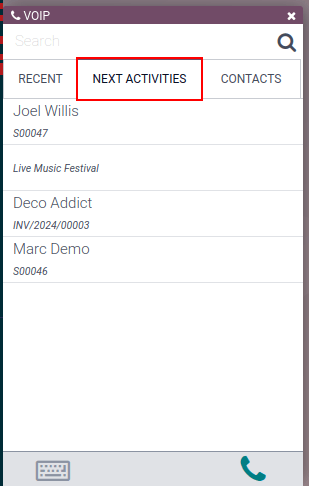 VOIP
Search
RECENT NEXT ACTIVITIES CONTACTS
Joel Willis
S00047
Live Music Festival
Deco Addict
INV/2024/00003
Marc Demo
S00046